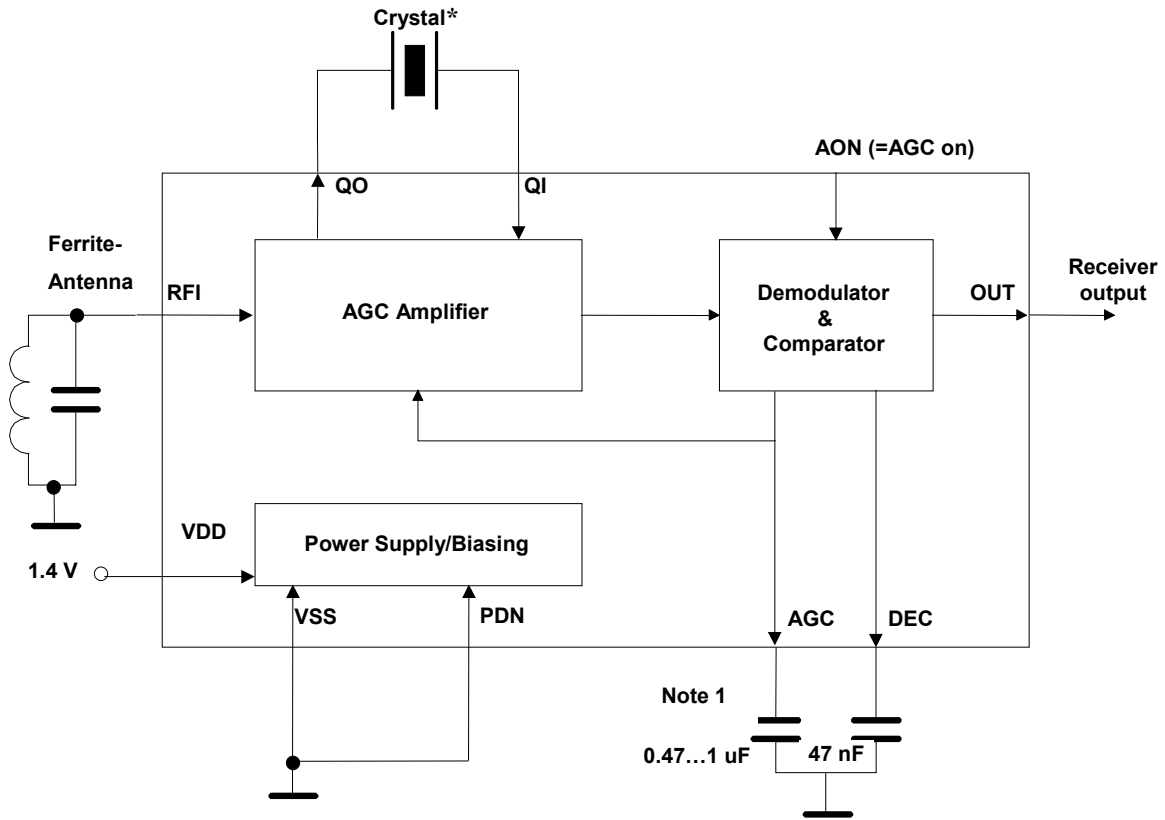 Crystal*
AON (=AGC on)
QO
QI
Ferrite-
Antenna
RFI
AGC Amplifier
Demodulator
&
Comparator
OUT
Receiver
output
VDD
Power Supply/Biasing
1.4 V
VSS
PDN
AGC
DEC
Note 1
0.47…1 uF
47 nF